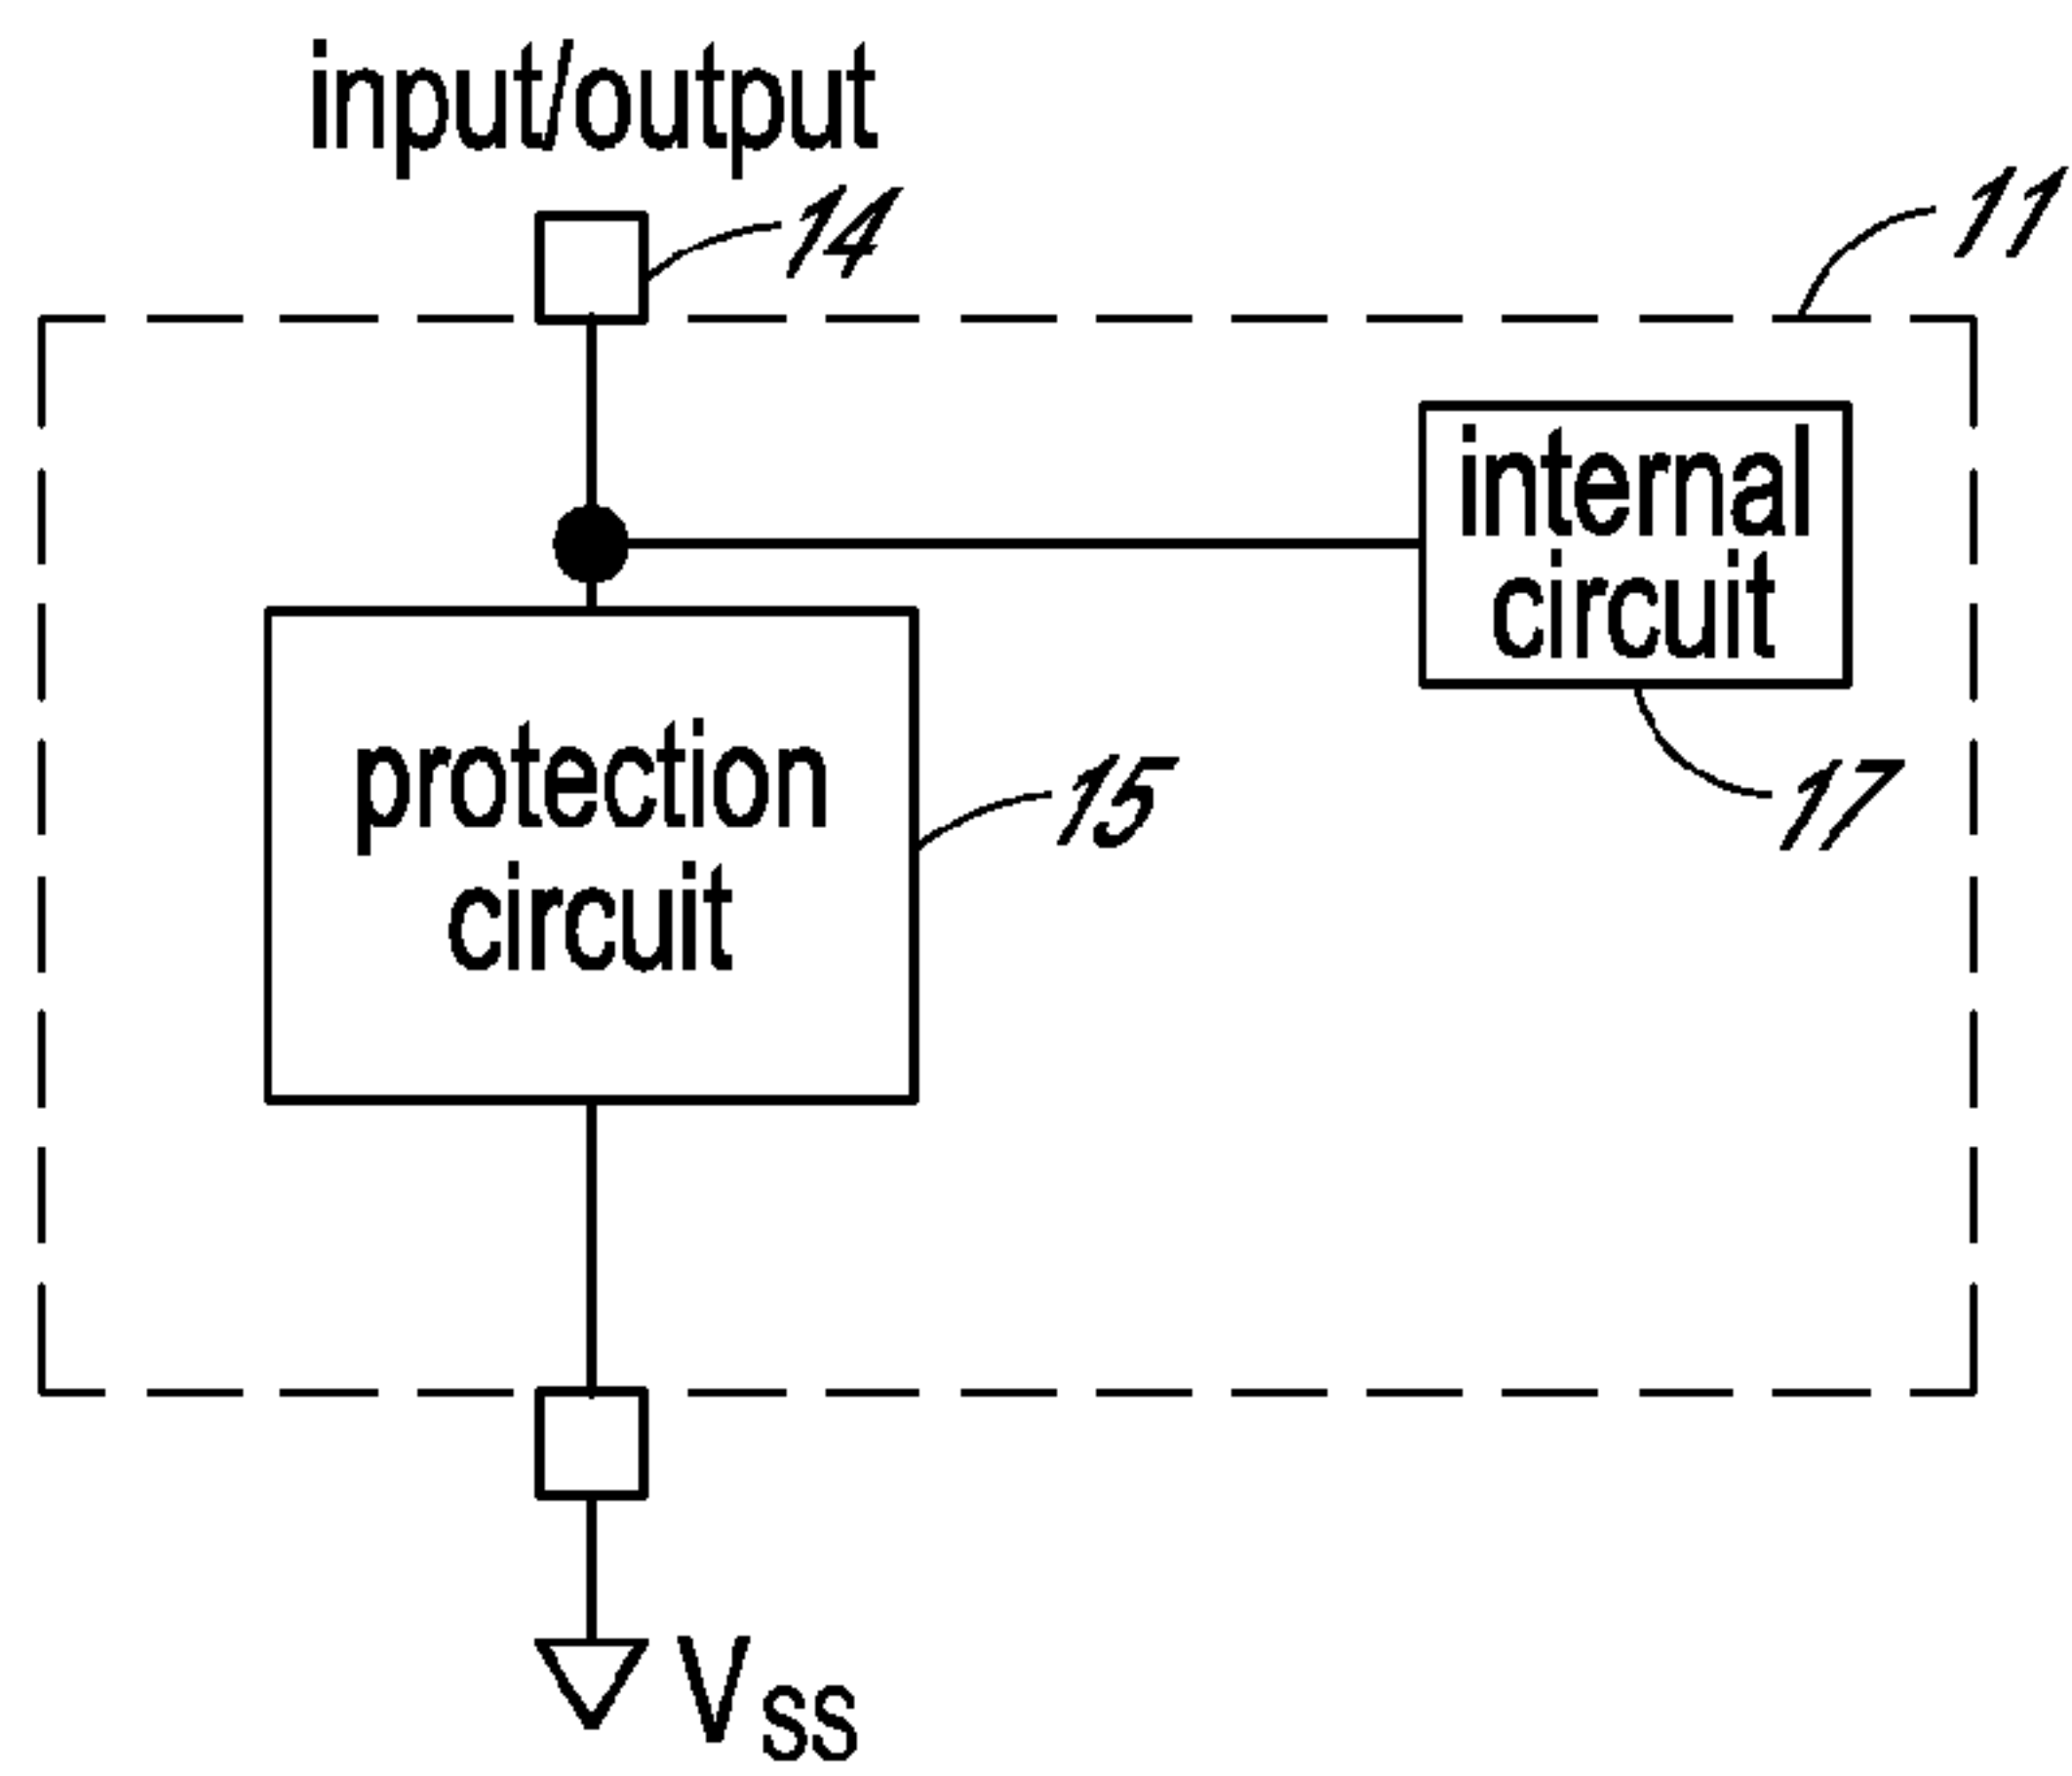 input/output
14
11
internal
circuit
protection
circuit
15
17
VSS